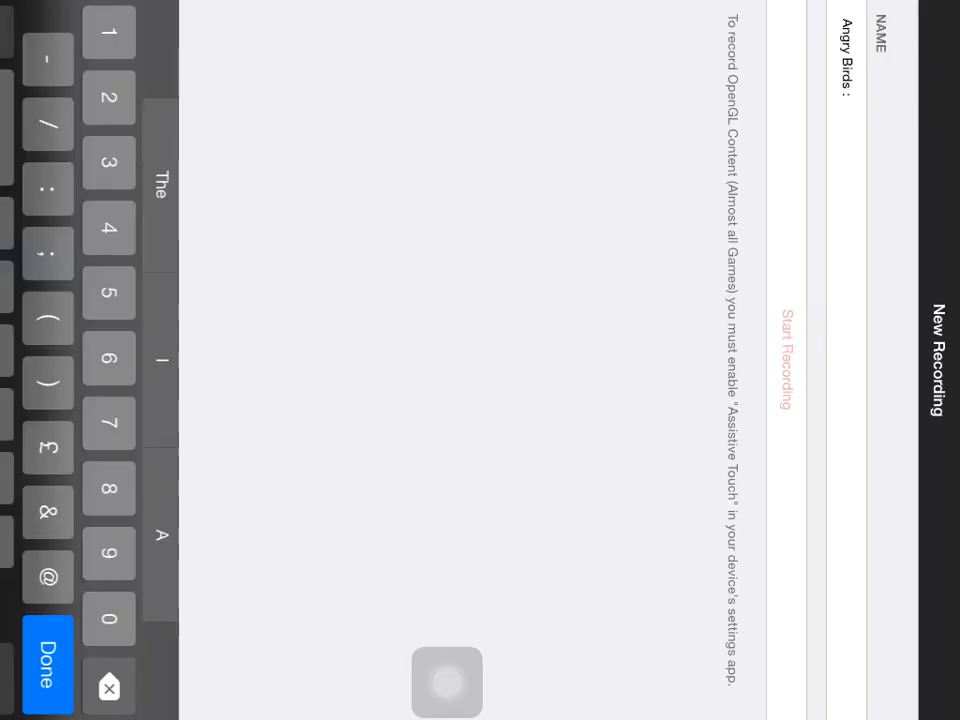 New Recording
NAME
Angry Birds :
Start Recording
To record OpenGL Content (Almost all Games) you must enable "Assistive Touch" in your device's settings app.
The I A
1 2 3 4 5 6 7 8 9 0
- / : ; ( ) £ & @ Done